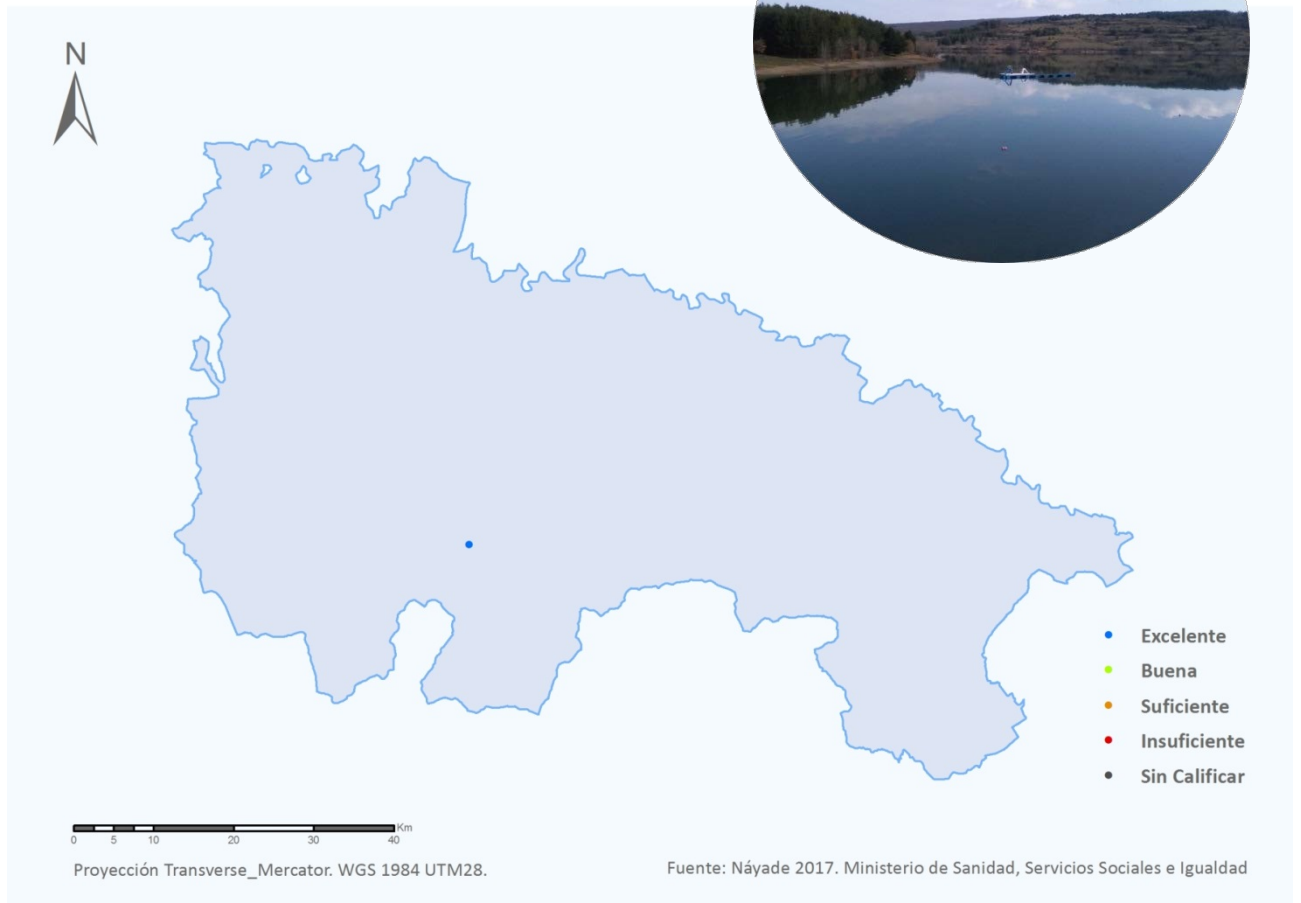 N
Excelente
Buena
Suficiente
Insuficiente
Sin Calificar
Km
0 5 10 20 30 40
Proyección Transverse_Mercator. WGS 1984 UTM28.
Fuente: Náyade 2017. Ministerio de Sanidad, Servicios Sociales e Igualdad